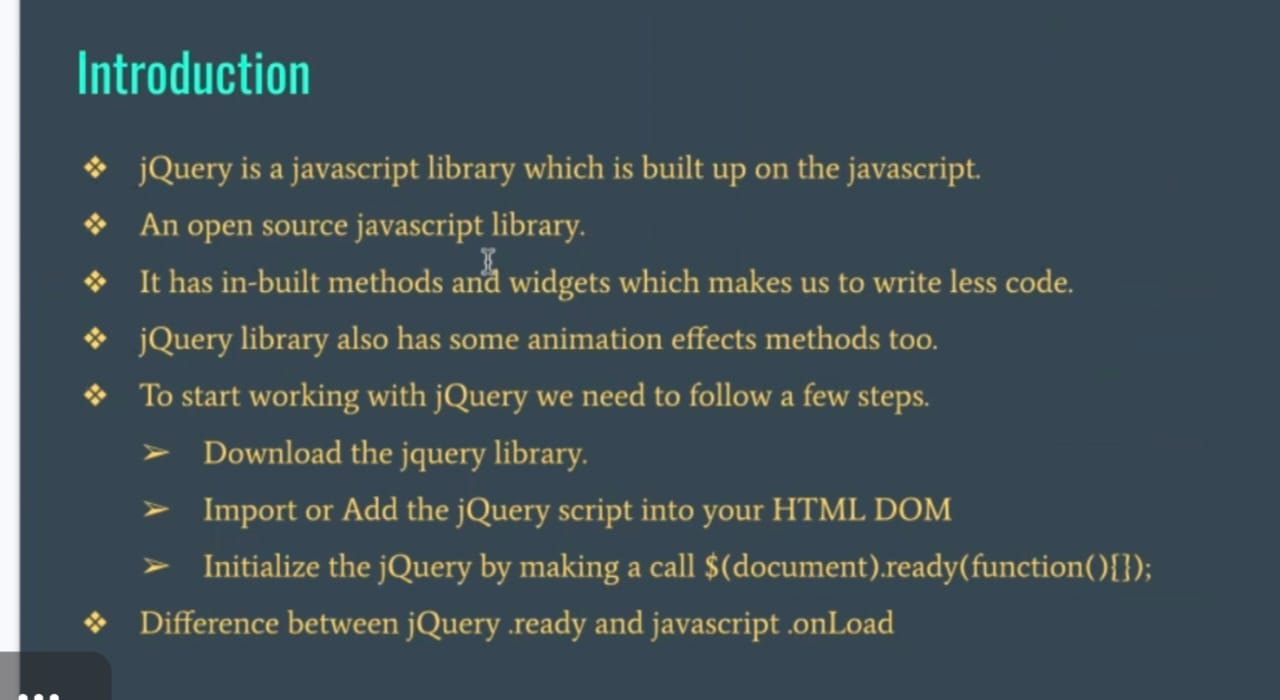 Introduction
❖ jQuery is a javascript library which is built up on the javascript.
❖ An open source javascript library.
❖ It has in-built methods and widgets which makes us to write less code.
❖ jQuery library also has some animation effects methods too.
❖ To start working with jQuery we need to follow a few steps.
➢ Download the jquery library.
➢ Import or Add the jQuery script into your HTML DOM
➢ Initialize the jQuery by making a call $(document).ready(function(){});
❖ Difference between jQuery .ready and javascript .onLoad